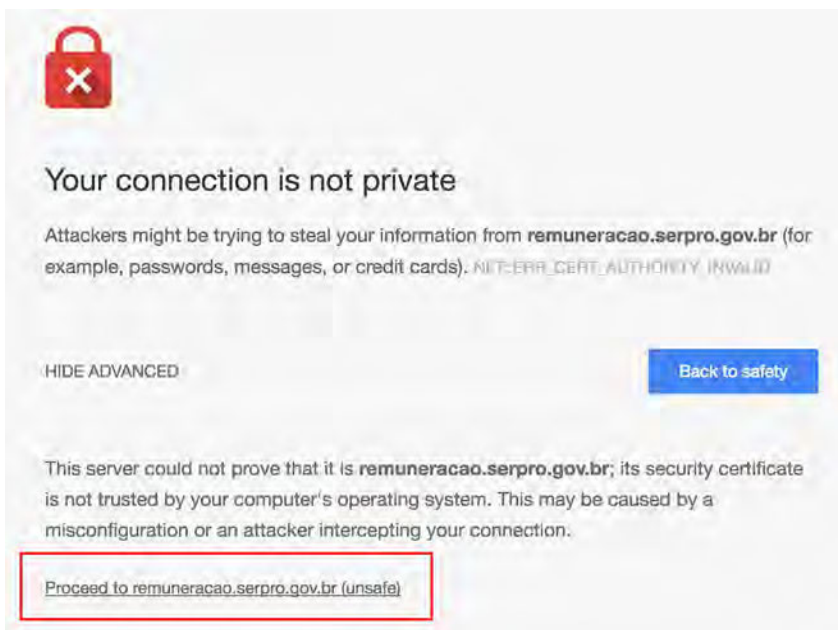 Your connection is not private
Attackers might be trying to steal your information from remuneracao.serpro.gov.br (for
example, passwords, messages, or credit cards). NET::ERR_CERT_AUTHORITY_INVALID
HIDE ADVANCED
Back to safety
This server could not prove that it is remuneracao.serpro.gov.br; its security certificate
is not trusted by your computer's operating system. This may be caused by a
misconfiguration or an attacker intercepting your connection.
Proceed to remuneracao.serpro.gov.br (unsafe)